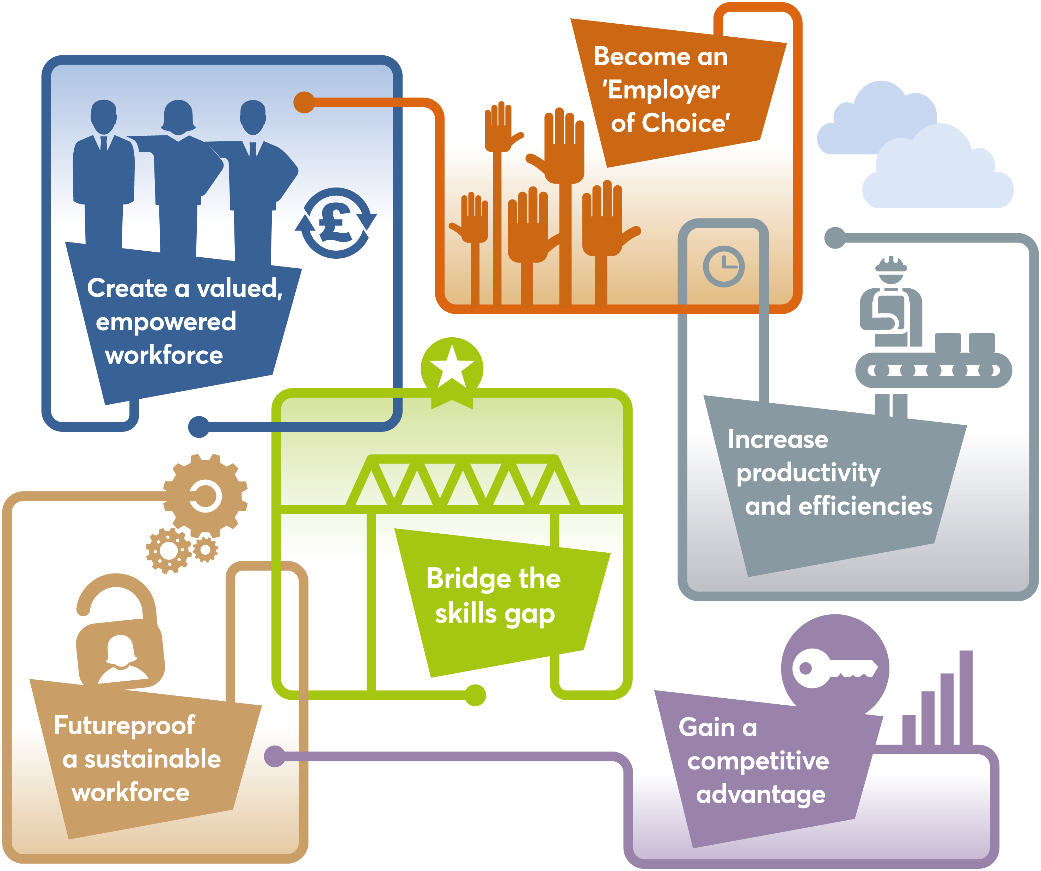 Become an
'Employer
of Choice'
£
Create a valued,
empowered
workforce
Increase
productivity
and efficiencies
Bridge the
skills gap
Futureproof
a sustainable
workforce
Gain a
competitive
advantage